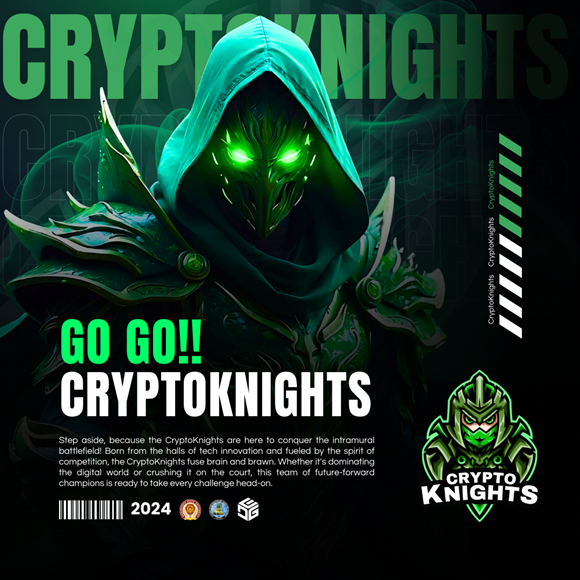 CRYPTOKNIGHTS
CryptoKnights CryptoKnights CryptoKnights
GO GO!!
CRYPTOKNIGHTS
Step aside, because the CryptoKnights are here to conquer the intramural
battlefield! Born from the halls of tech innovation and fueled by the spirit of
competition, the CryptoKnights fuse brain and brawn. Whether it's dominating
the digital world or crushing it on the court, this team of future-forward
champions is ready to take every challenge head-on.
2024
CRYPTO
KNIGHTS